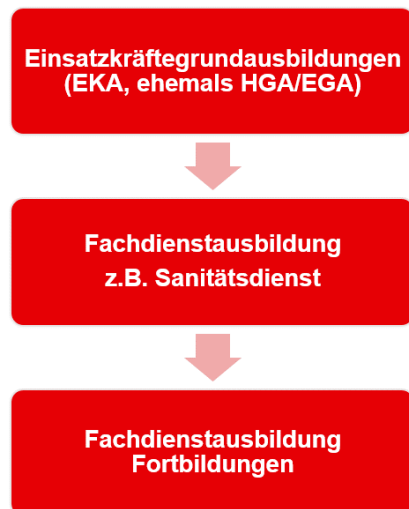 Einsatzkräftegrundausbildungen
(EKA, ehemals HGA/EGA)
Fachdienstausbildung
z.B. Sanitätsdienst
Fachdienstausbildung
Fortbildungen